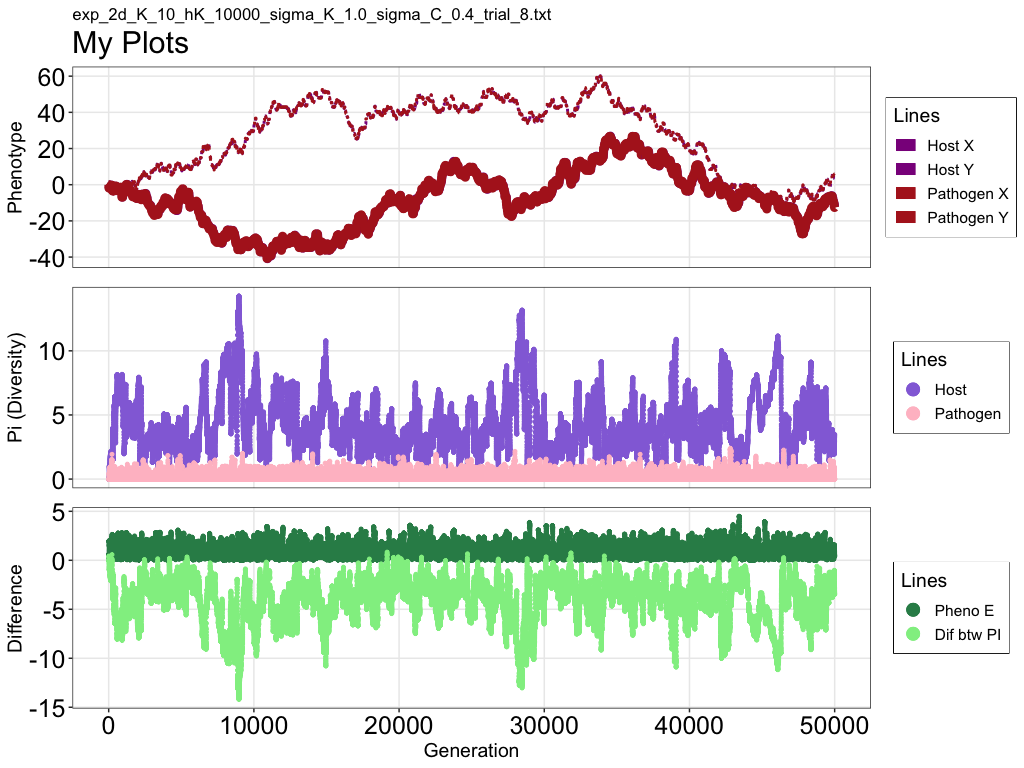 exp_2d_K_10_hK_10000_sigma_K_1.0_sigma_C_0.4_trial_8.txt
My Plots
Phenotype
60
40
20
0
-20
-40
Lines
Host X
Host Y
Pathogen X
Pathogen Y
Pi (Diversity)
10
5
0
Lines
Host
Pathogen
Difference
5
0
-5
-10
-15
Lines
Pheno E
Dif btw PI
0 10000 20000 30000 40000 50000
Generation